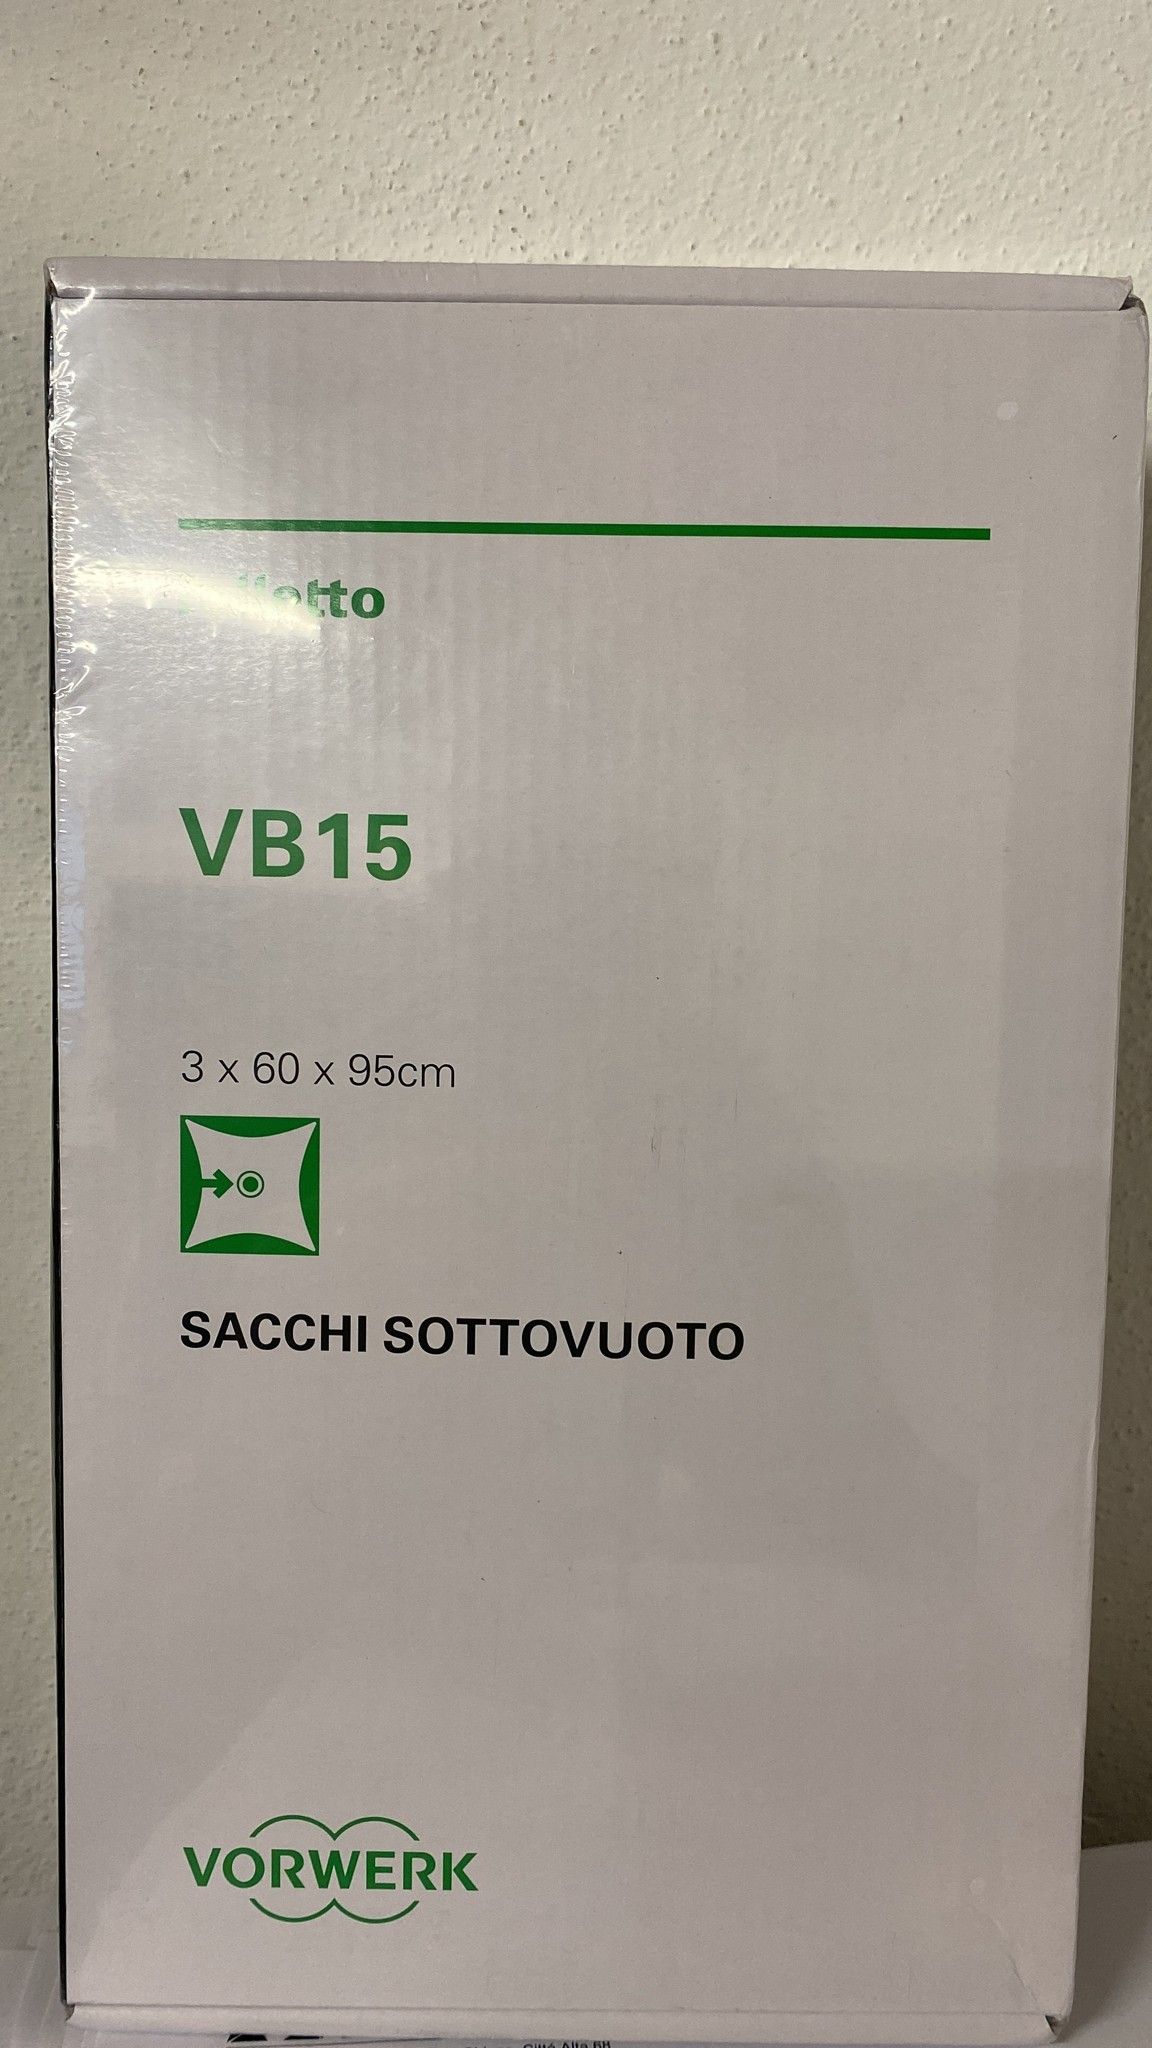 VB15
3 x 60 x 95cm
SACCHI SOTTOVUOTO
VORWERK